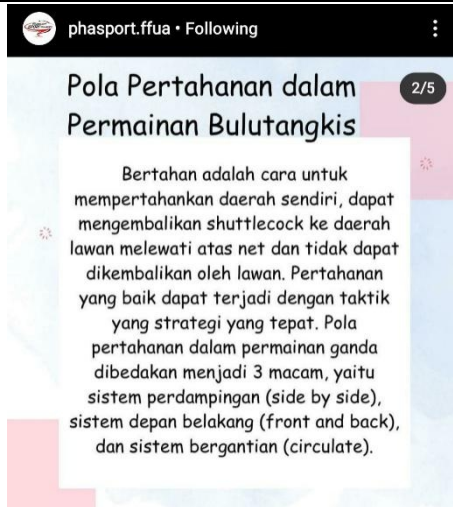 phasport.ffua • Following
2/5
Pola Pertahanan dalam
Permainan Bulutangkis
Bertahan adalah cara untuk
mempertahankan daerah sendiri, dapat
mengembalikan shuttlecock ke daerah
lawan melewati atas net dan tidak dapat
dikembalikan oleh lawan. Pertahanan
yang baik dapat terjadi dengan taktik
yang strategi yang tepat. Pola
pertahanan dalam permainan ganda
dibedakan menjadi 3 macam, yaitu
sistem perdampingan (side by side),
sistem depan belakang (front and back),
dan sistem bergantian (circulate).